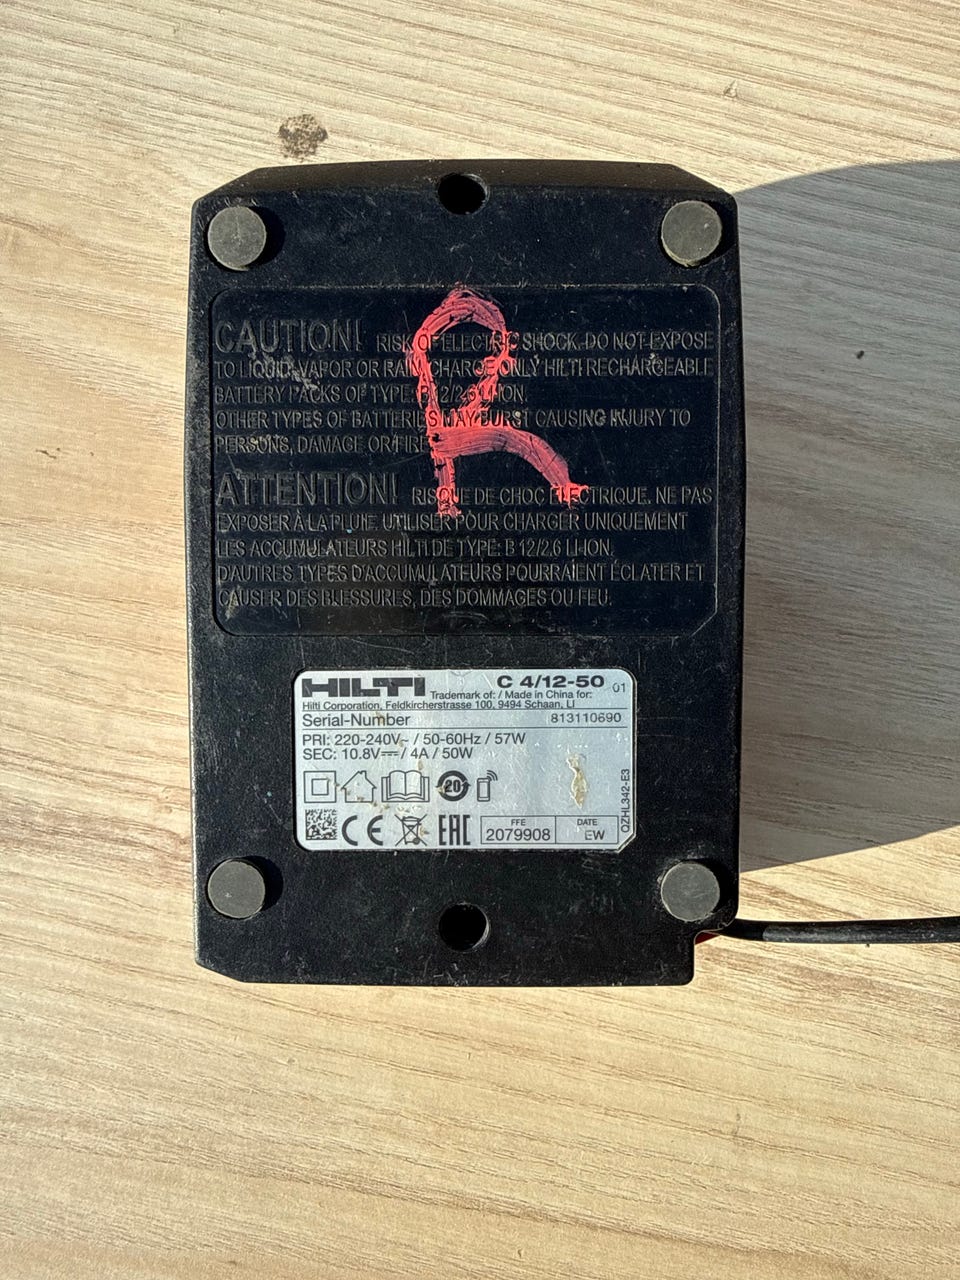 R
CAUTION! RISK OF ELECTRIC SHOCK. DO NOT EXPOSE
TO LIQUID, VAPOR OR RAIN. CHARGE ONLY HILTI RECHARGEABLE
BATTERY PACKS OF TYPE: B 12/2.6 LI-ION.
OTHER TYPES OF BATTERIES MAY BURST CAUSING INJURY TO
PERSONS, DAMAGE OR FIRE.
ATTENTION! RISQUE DE CHOC ELECTRIQUE. NE PAS
EXPOSER À LA PLUIE. UTILISER POUR CHARGER UNIQUEMENT
LES ACCUMULATEURS HILTI DE TYPE: B 12/2.6 LI-ION.
D'AUTRES TYPES D'ACCUMULATEURS POURRAIENT ÉCLATER ET
CAUSER DES BLESSURES, DES DOMMAGES OU FEU.
HILTI C 4/12-50 01
Trademark of: / Made in China for:
Hilti Corporation, Feldkircherstrasse 100, 9494 Schaan, LI
Serial-Number 813110690
PRI: 220-240V~ / 50-60Hz / 57W
SEC: 10.8V⎓ / 4A / 50W
20
CE EAC
FFE
2079908
DATE
EW
QZHL342-E3